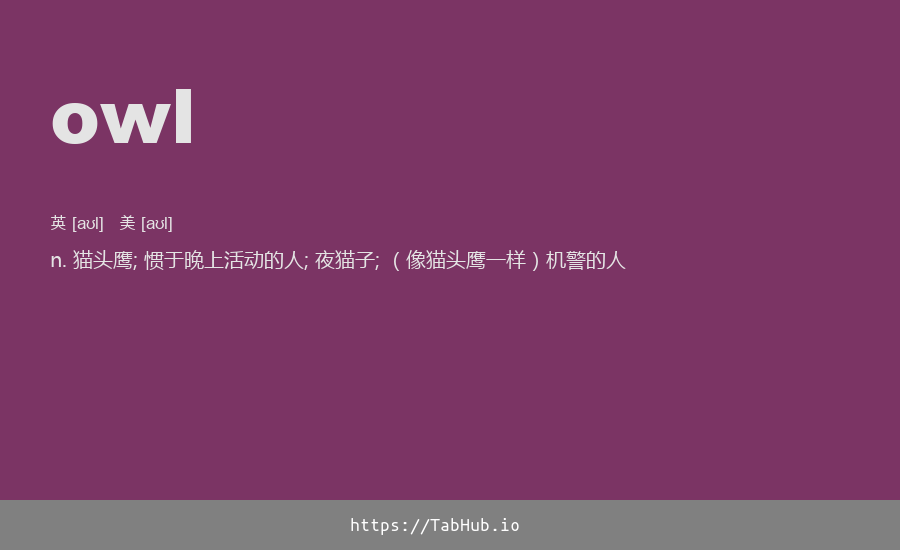 owl
英 [aʊl] 美 [aʊl]
n. 猫头鹰; 惯于晚上活动的人; 夜猫子; （像猫头鹰一样）机警的人
https://TabHub.io